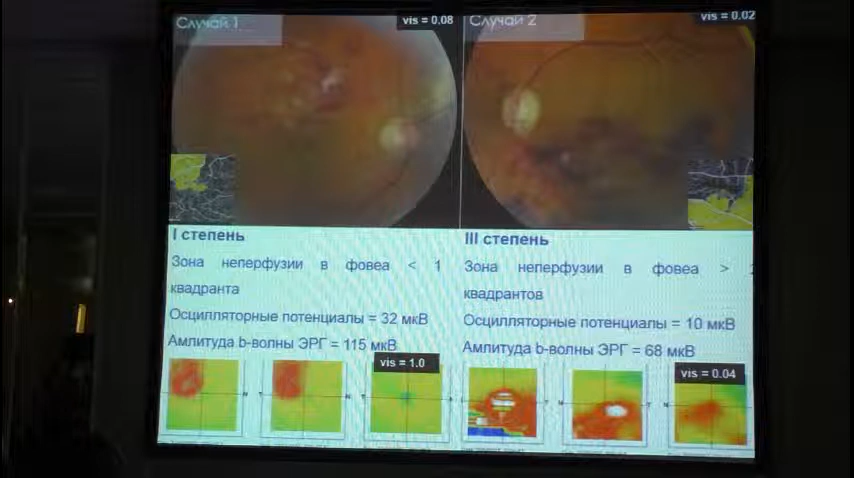 Случай 1
vis = 0.08
Случай 2
vis = 0.02
I степень
Зона неперфузии в фовеа < 1
квадранта
Осцилляторные потенциалы = 32 мкВ
Амлитуда b-волны ЭРГ = 115 мкВ
vis = 1.0
III степень
Зона неперфузии в фовеа >
квадрантов
Осцилляторные потенциалы = 10 мкВ
Амлитуда b-волны ЭРГ = 68 мкВ
vis = 0.04